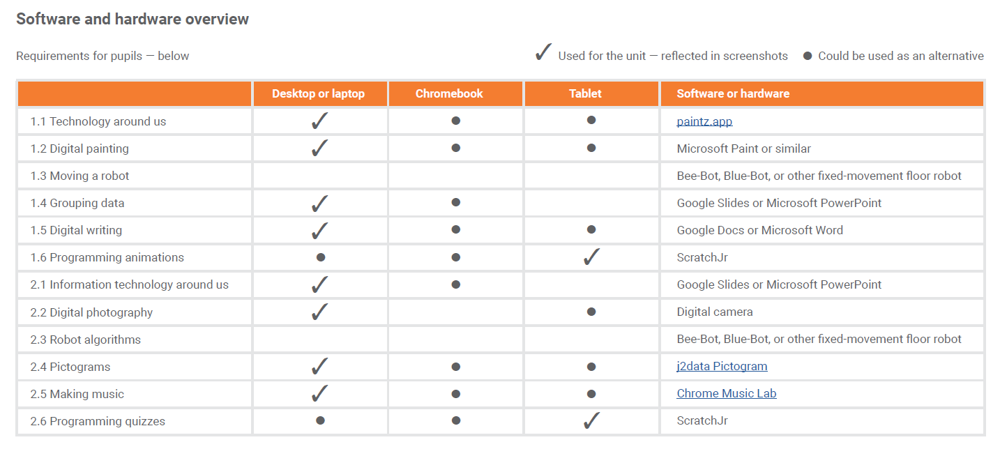 Software and hardware overview
Requirements for pupils — below ✓ Used for the unit — reflected in screenshots ● Could be used as an alternative
Desktop or laptop Chromebook Tablet Software or hardware
1.1 Technology around us ✓ ● ● paintz.app
1.2 Digital painting ✓ ● ● Microsoft Paint or similar
1.3 Moving a robot Bee-Bot, Blue-Bot, or other fixed-movement floor robot
1.4 Grouping data ✓ ● Google Slides or Microsoft PowerPoint
1.5 Digital writing ✓ ● ● Google Docs or Microsoft Word
1.6 Programming animations ● ● ✓ ScratchJr
2.1 Information technology around us ✓ ● Google Slides or Microsoft PowerPoint
2.2 Digital photography ✓ ● Digital camera
2.3 Robot algorithms Bee-Bot, Blue-Bot, or other fixed-movement floor robot
2.4 Pictograms ✓ ● ● j2data Pictogram
2.5 Making music ✓ ● ● Chrome Music Lab
2.6 Programming quizzes ● ● ✓ ScratchJr